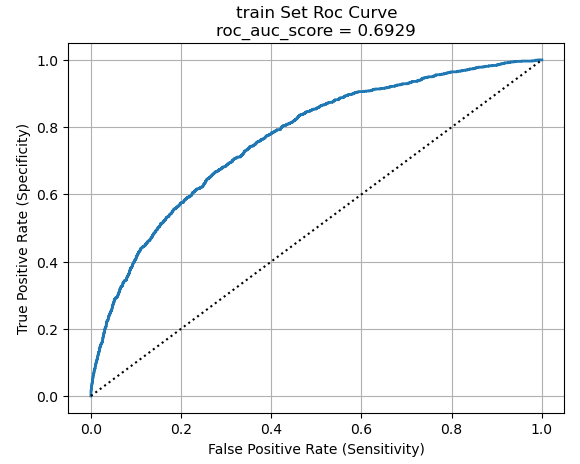 train Set Roc Curve
roc_auc_score = 0.6929
True Positive Rate (Specificity)
1.0
0.8
0.6
0.4
0.2
0.0
0.0 0.2 0.4 0.6 0.8 1.0
False Positive Rate (Sensitivity)